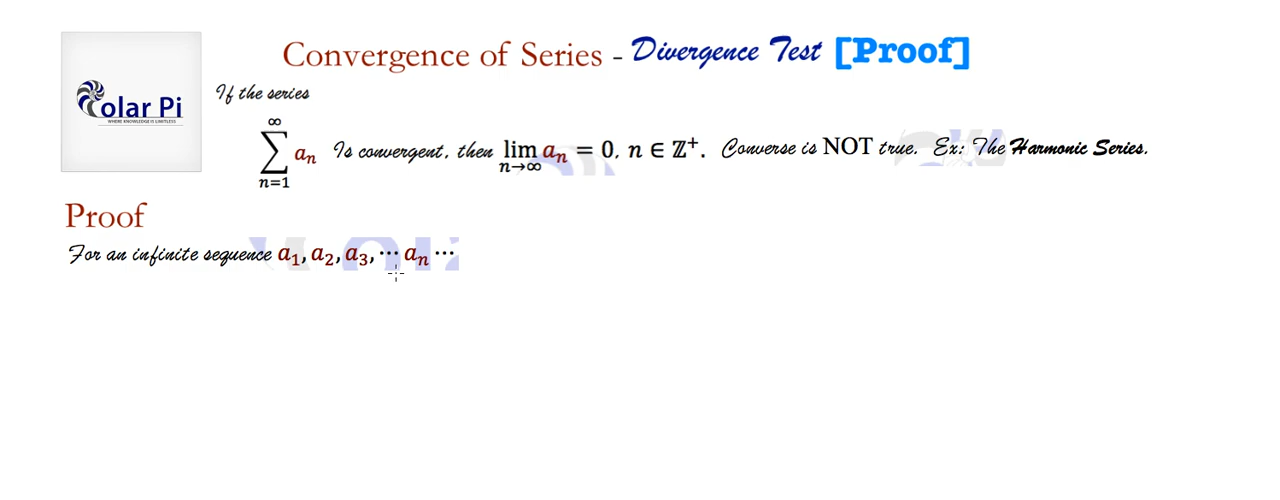 Convergence of Series - Divergence Test [Proof]
If the series
olar Pi
WHERE KNOWLEDGE IS LIMITLESS
∞
∑ aₙ Is convergent, then lim aₙ = 0, n ∈ ℤ⁺. Converse is NOT true. Ex: The Harmonic Series.
n=1 n→∞
Proof
For an infinite sequence a₁, a₂, a₃, ⋯ aₙ ⋯